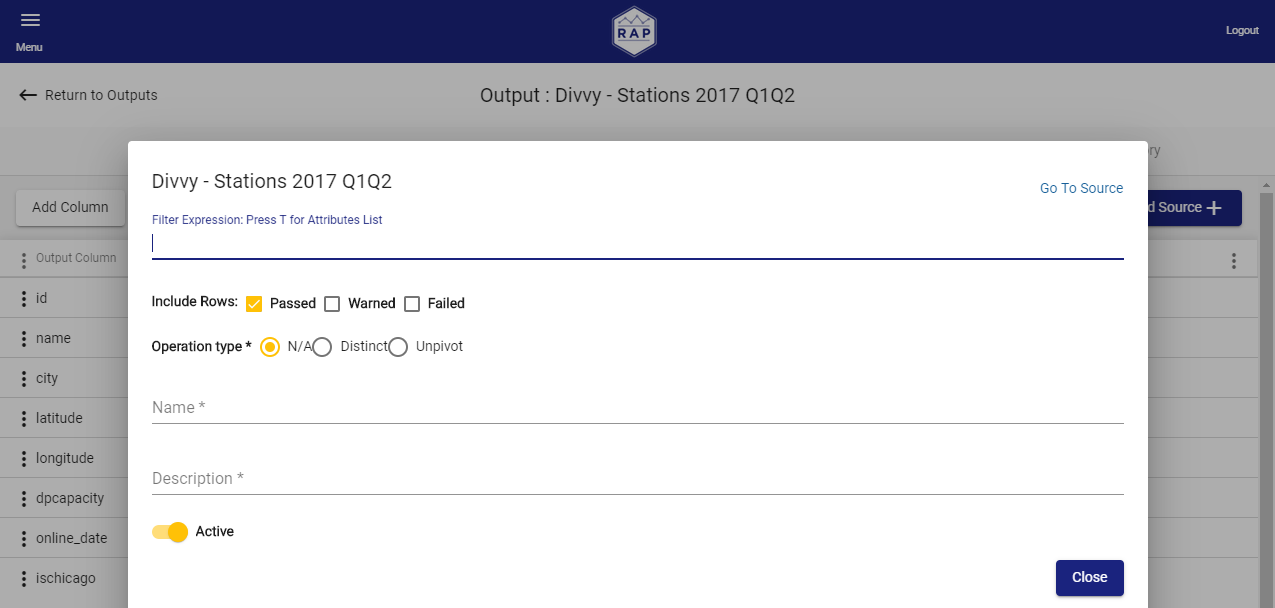 Menu
RAP
Logout
Return to Outputs
Output : Divvy - Stations 2017 Q1Q2
ry
Add Column
d Source
Output Column
id
name
city
latitude
longitude
dpcapacity
online_date
ischicago
Divvy - Stations 2017 Q1Q2
Go To Source
Filter Expression: Press T for Attributes List
Include Rows: Passed Warned Failed
Operation type * N/A Distinct Unpivot
Name *
Description *
Active
Close